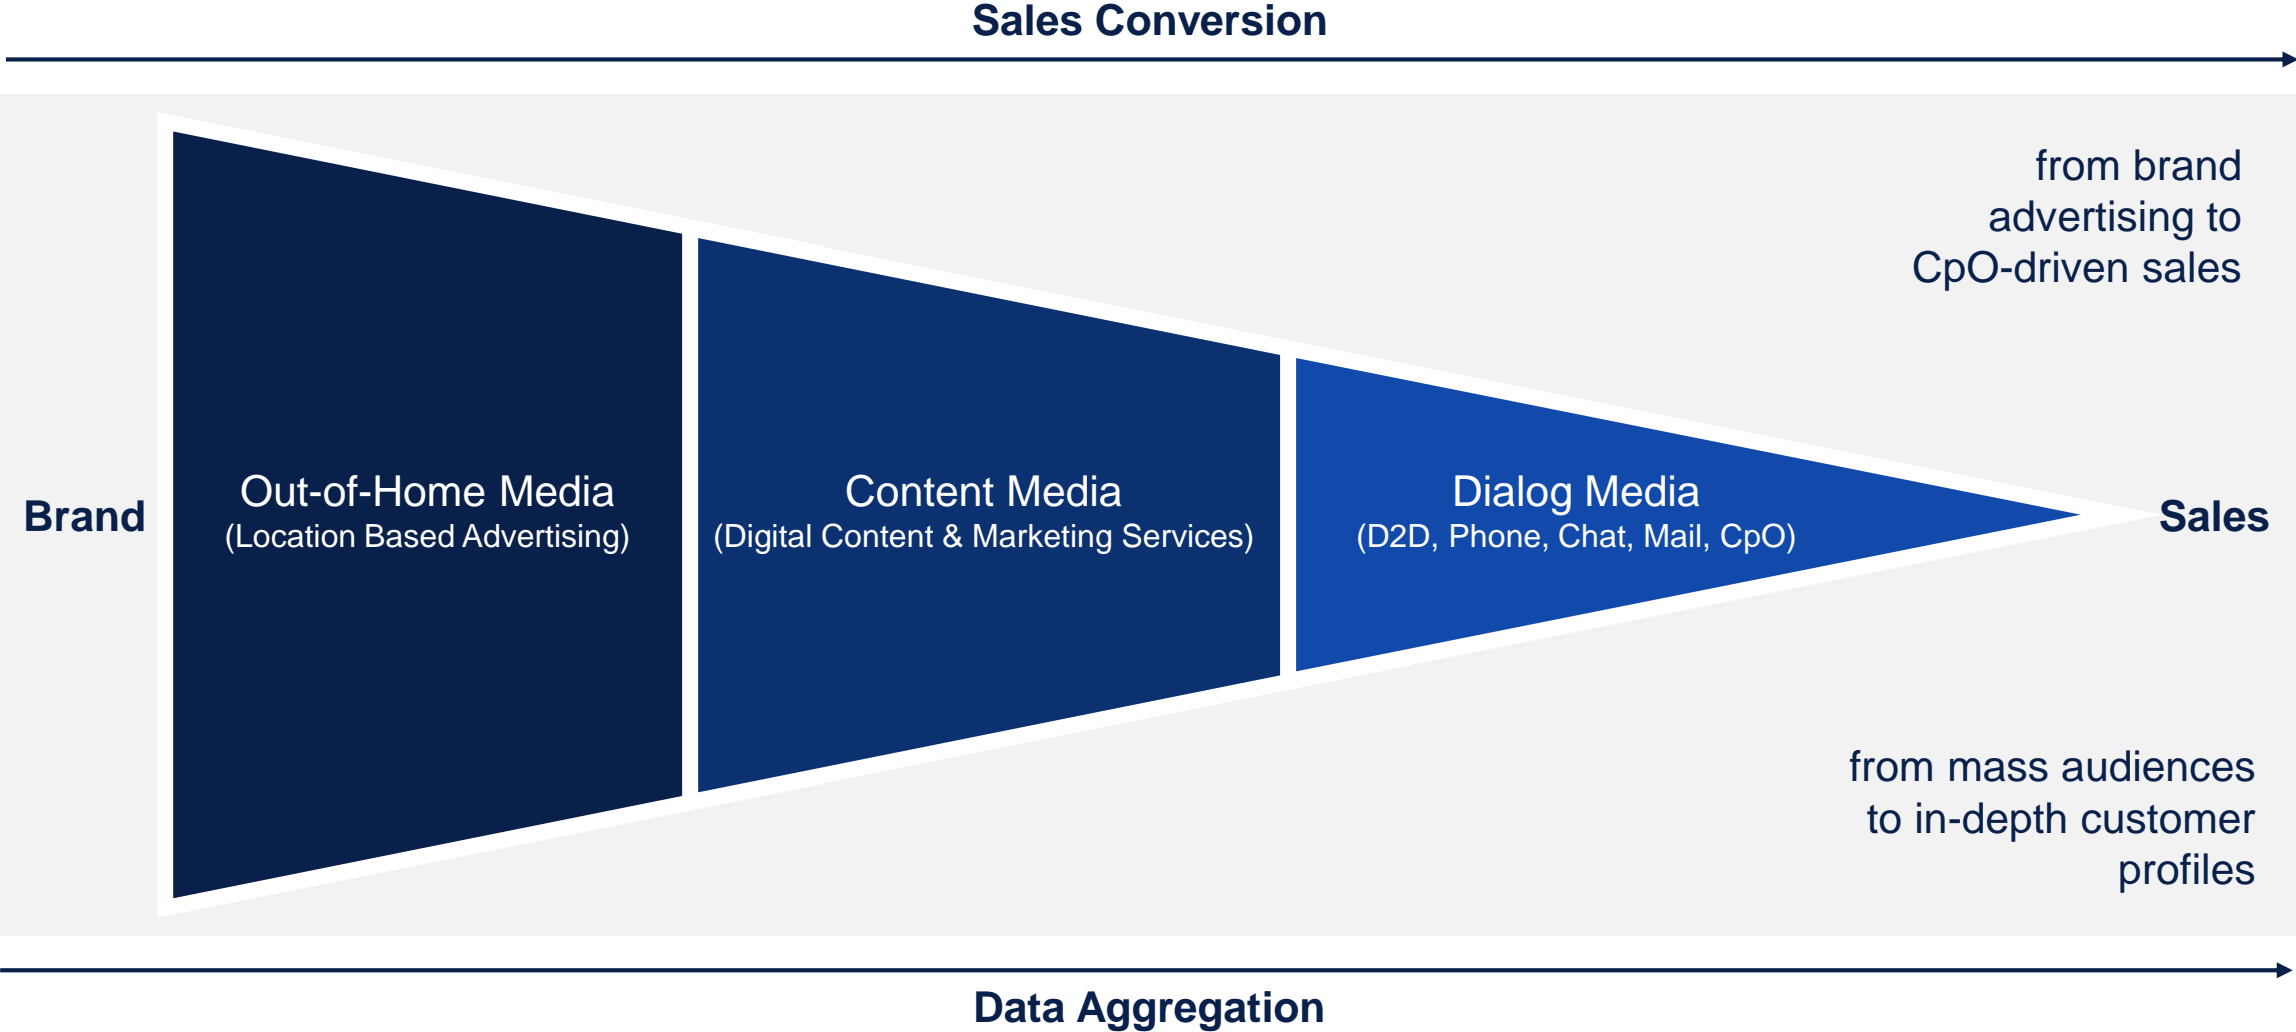 Sales Conversion
from brand
advertising to
CpO-driven sales
Brand
Out-of-Home Media
(Location Based Advertising)
Content Media
(Digital Content & Marketing Services)
Dialog Media
(D2D, Phone, Chat, Mail, CpO)
Sales
from mass audiences
to in-depth customer
profiles
Data Aggregation